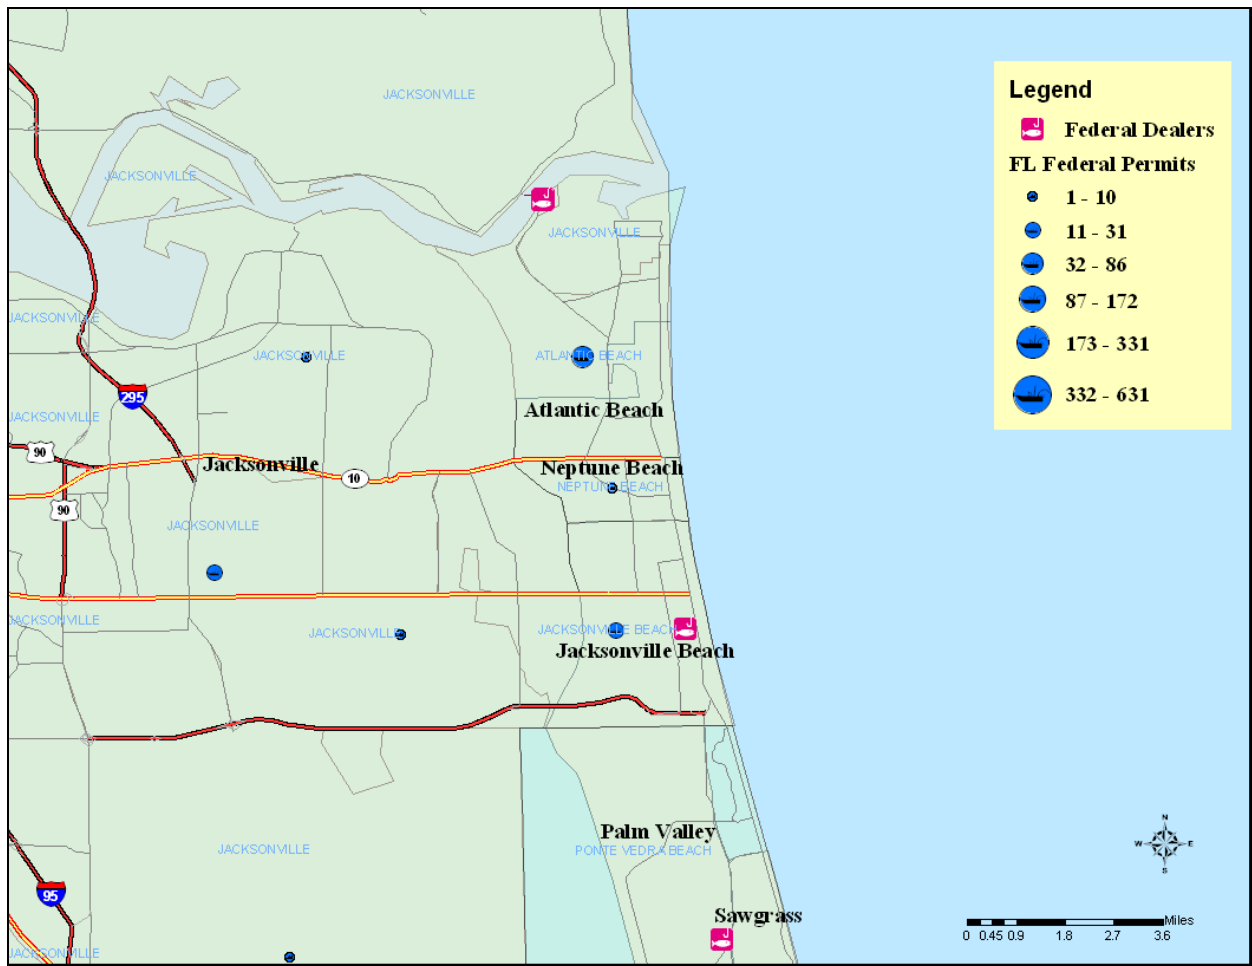 JACKSONVILLE
Legend
Federal Dealers
FL Federal Permits
1 - 10
11 - 31
32 - 86
87 - 172
173 - 331
332 - 631
JACKSONVILLE
JACKSONVILLE
JACKSONVILLE
JACKSONVILLE
ATLANTIC BEACH
295
Atlantic Beach
JACKSONVILLE
90
Jacksonville
Neptune Beach
10
NEPTUNE BEACH
90
JACKSONVILLE
JACKSONVILLE
JACKSONVILLE
JACKSONVILLE BEACH
Jacksonville Beach
Palm Valley
JACKSONVILLE
PONTE VEDRA BEACH
N
W
E
S
95
Sawgrass
Miles
0 0.45 0.9 1.8 2.7 3.6
JACKSONVILLE